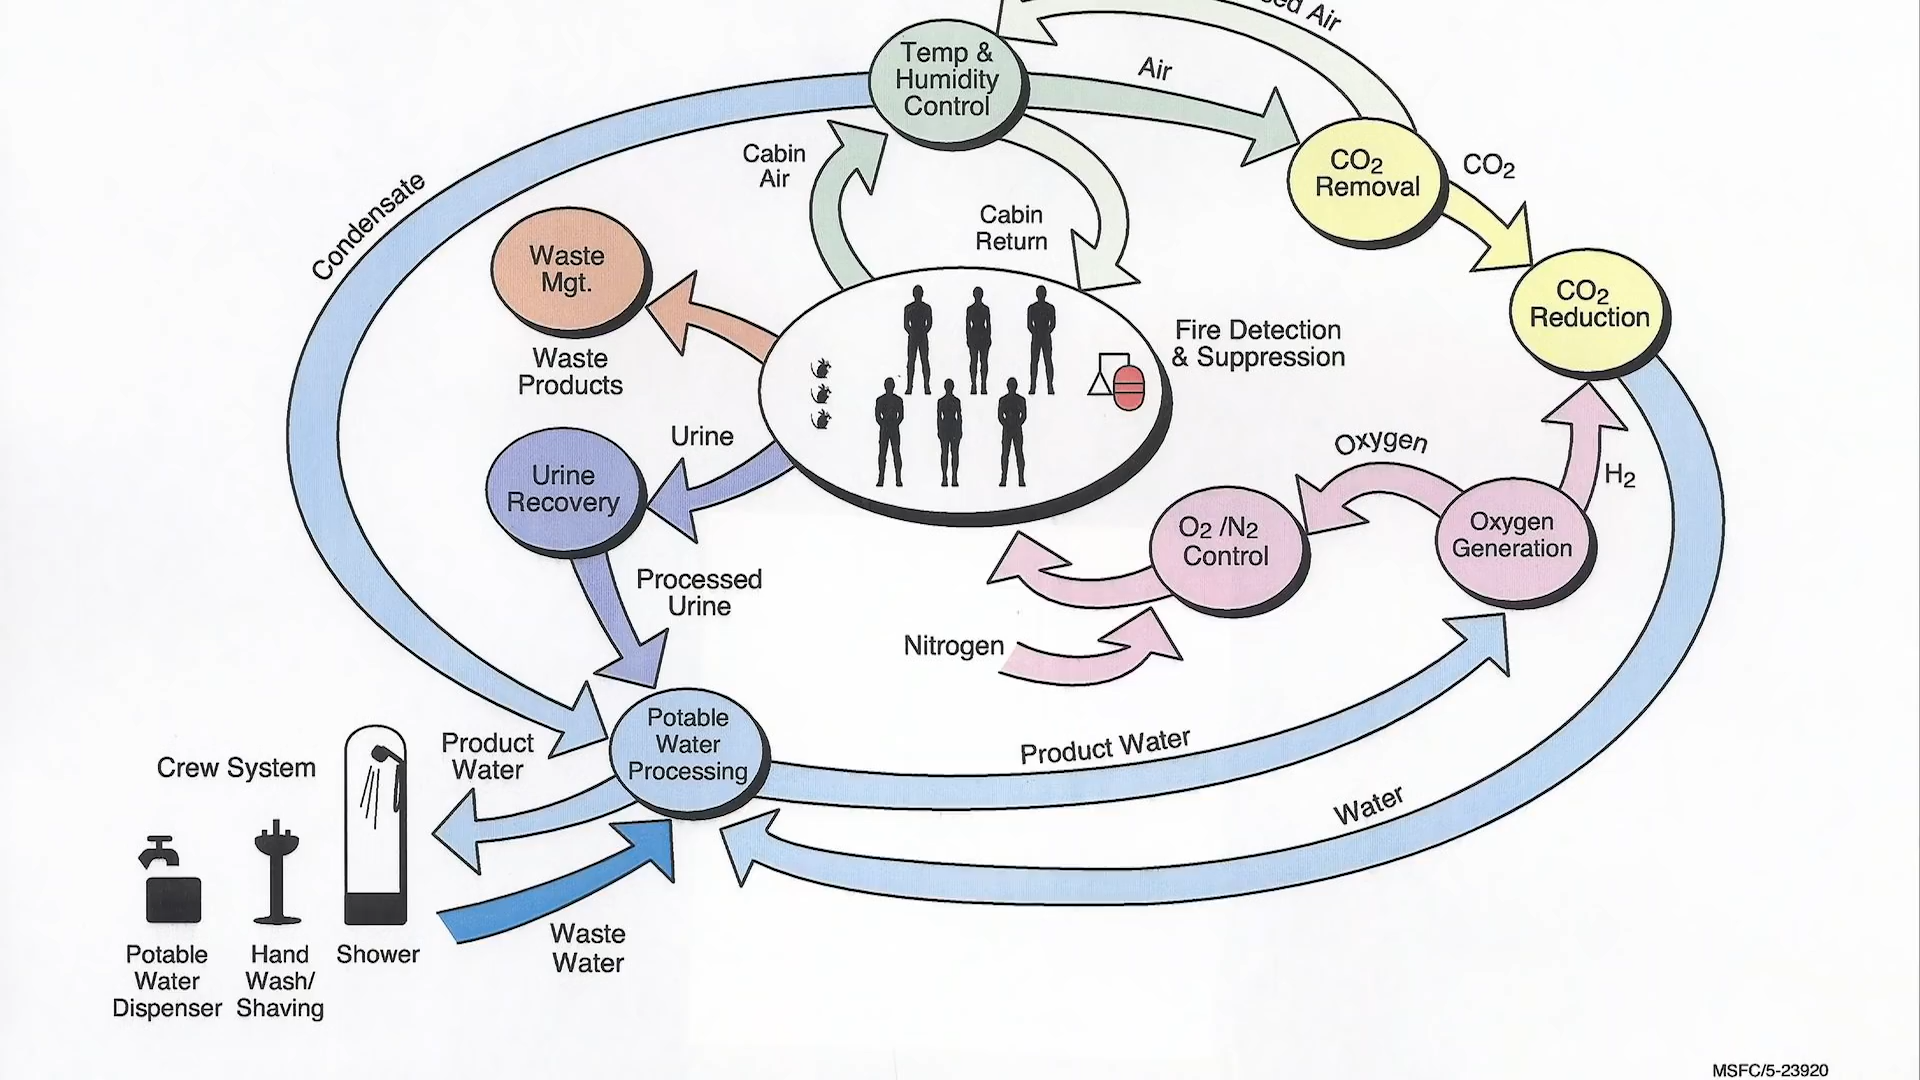 Air
Temp &
Humidity
Control
Air
Cabin
Air
CO2
Removal
CO2
Condensate
Cabin
Return
Waste
Mgt.
CO2
Reduction
Waste
Products
Fire Detection
& Suppression
Urine
Oxygen
H2
Urine
Recovery
O2 /N2
Control
Oxygen
Generation
Processed
Urine
Nitrogen
Potable
Water
Processing
Product
Water
Product Water
Crew System
Water
Waste
Water
Potable
Water
Dispenser
Hand
Wash/
Shaving
Shower
MSFC/5-23920